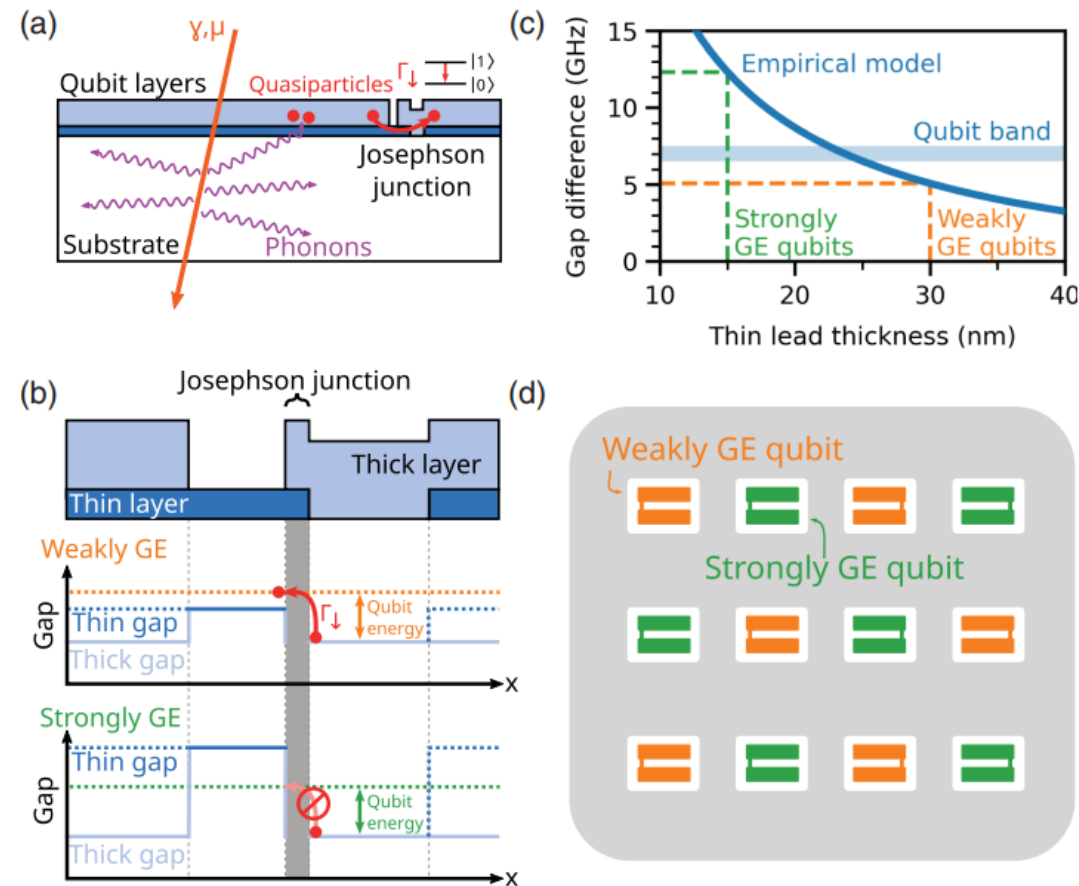 (a)
ɣ,μ
Qubit layers
Quasiparticles
Γ↓
|1⟩
|0⟩
Josephson
junction
Substrate
Phonons
(c)
Gap difference (GHz)
15
10
5
0
Empirical model
Qubit band
Strongly
GE qubits
Weakly
GE qubits
10
20
30
40
Thin lead thickness (nm)
(b)
Josephson junction
Thick layer
Thin layer
Weakly GE
Gap
Thin gap
Thick gap
Γ↓
Qubit
energy
x
Strongly GE
Gap
Thin gap
Thick gap
Qubit
energy
x
(d)
Weakly GE qubit
Strongly GE qubit